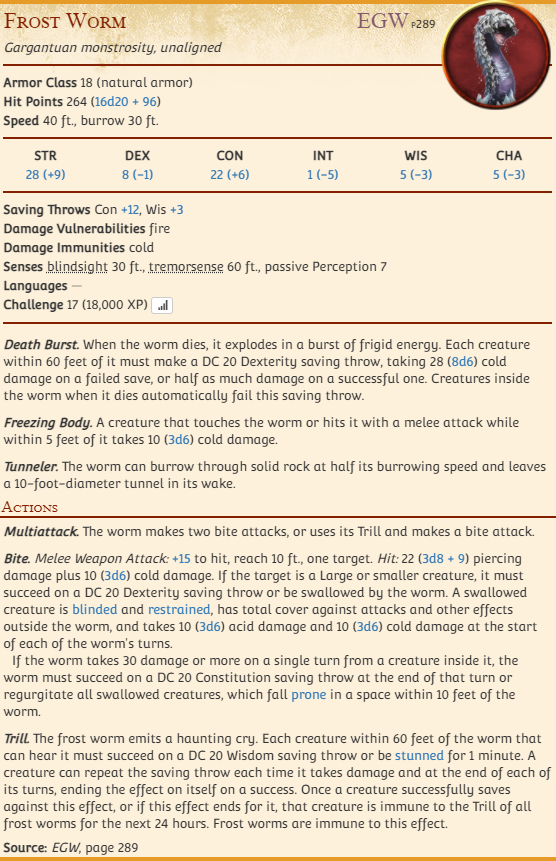 Frost Worm EGW P289
Gargantuan monstrosity, unaligned
Armor Class 18 (natural armor)
Hit Points 264 (16d20 + 96)
Speed 40 ft., burrow 30 ft.
STR DEX CON INT WIS CHA
28 (+9) 8 (−1) 22 (+6) 1 (−5) 5 (−3) 5 (−3)
Saving Throws Con +12, Wis +3
Damage Vulnerabilities fire
Damage Immunities cold
Senses blindsight 30 ft., tremorsense 60 ft., passive Perception 7
Languages —
Challenge 17 (18,000 XP)
Death Burst. When the worm dies, it explodes in a burst of frigid energy. Each creature
within 60 feet of it must make a DC 20 Dexterity saving throw, taking 28 (8d6) cold
damage on a failed save, or half as much damage on a successful one. Creatures inside
the worm when it dies automatically fail this saving throw.
Freezing Body. A creature that touches the worm or hits it with a melee attack while
within 5 feet of it takes 10 (3d6) cold damage.
Tunneler. The worm can burrow through solid rock at half its burrowing speed and leaves
a 10-foot-diameter tunnel in its wake.
Actions
Multiattack. The worm makes two bite attacks, or uses its Trill and makes a bite attack.
Bite. Melee Weapon Attack: +15 to hit, reach 10 ft., one target. Hit: 22 (3d8 + 9) piercing
damage plus 10 (3d6) cold damage. If the target is a Large or smaller creature, it must
succeed on a DC 20 Dexterity saving throw or be swallowed by the worm. A swallowed
creature is blinded and restrained, has total cover against attacks and other effects
outside the worm, and takes 10 (3d6) acid damage and 10 (3d6) cold damage at the start
of each of the worm's turns.
If the worm takes 30 damage or more on a single turn from a creature inside it, the
worm must succeed on a DC 20 Constitution saving throw at the end of that turn or
regurgitate all swallowed creatures, which fall prone in a space within 10 feet of the
worm.
Trill. The frost worm emits a haunting cry. Each creature within 60 feet of the worm that
can hear it must succeed on a DC 20 Wisdom saving throw or be stunned for 1 minute. A
creature can repeat the saving throw each time it takes damage and at the end of each of
its turns, ending the effect on itself on a success. Once a creature successfully saves
against this effect, or if this effect ends for it, that creature is immune to the Trill of all
frost worms for the next 24 hours. Frost worms are immune to this effect.
Source: EGW, page 289